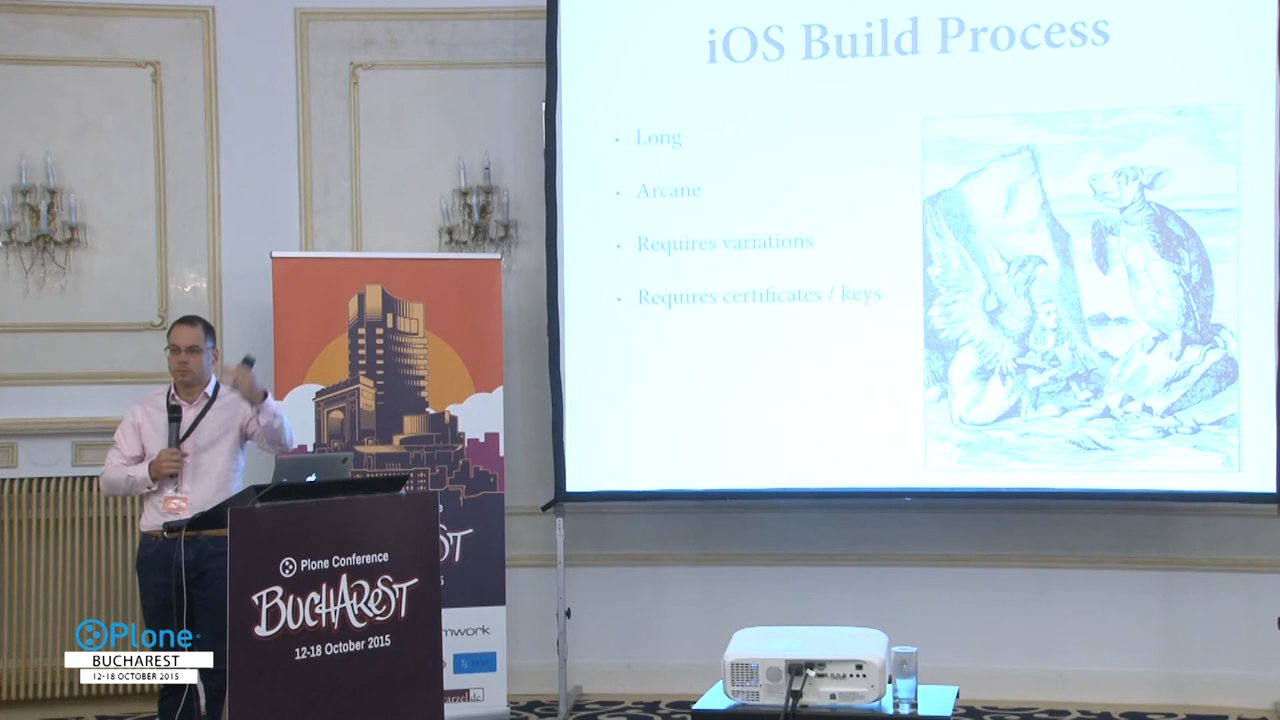 iOS Build Process
• Long
• Arcane
• Requires variations
• Requires certificates / keys
Plone Conference
BUCHAREST
12-18 October 2015
Plone
BUCHAREST
12-18 OCTOBER 2015